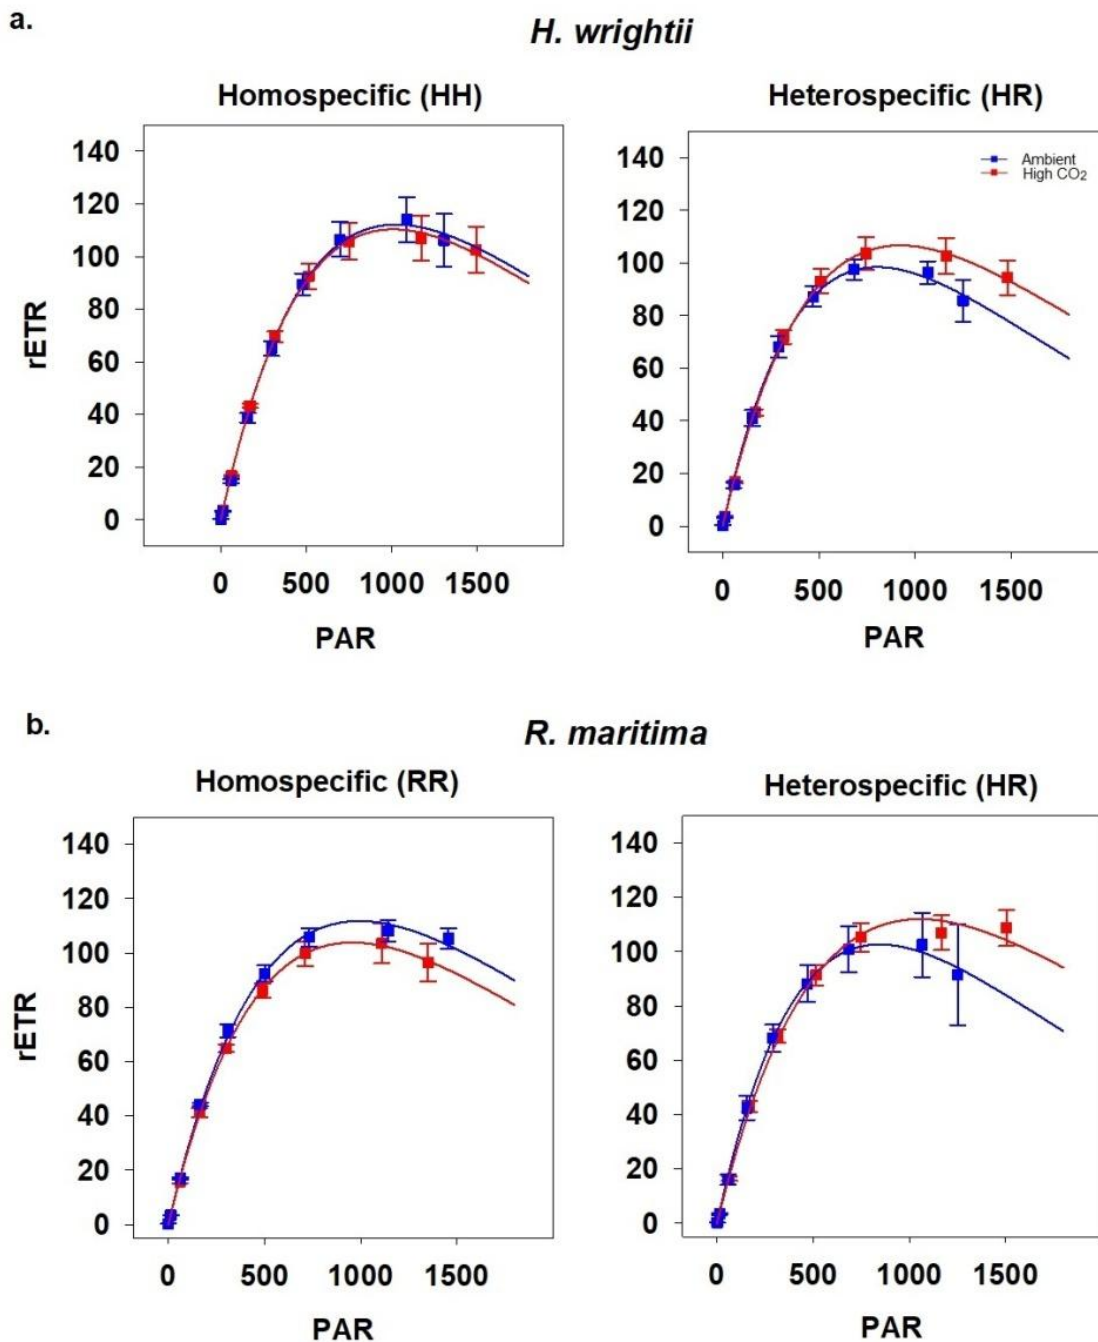 a.
H. wrightii
Homospecific (HH)
Heterospecific (HR)
140
120
100
80
60
40
20
0
rETR
0 500 1000 1500
PAR
140
120
100
80
60
40
20
0
Ambient
High CO₂
0 500 1000 1500
PAR
b.
R. maritima
Homospecific (RR)
Heterospecific (HR)
140
120
100
80
60
40
20
0
rETR
0 500 1000 1500
PAR
140
120
100
80
60
40
20
0
0 500 1000 1500
PAR